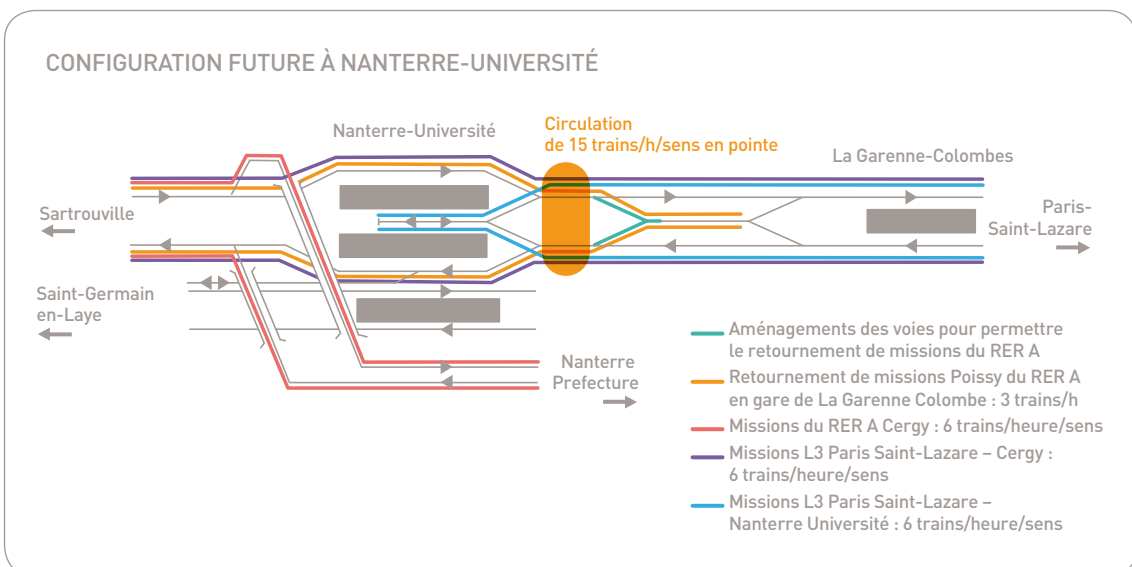 CONFIGURATION FUTURE À NANTERRE-UNIVERSITÉ
Nanterre-Université
Circulation
de 15 trains/h/sens en pointe
La Garenne-Colombes
Sartrouville
Paris-
Saint-Lazare
Saint-Germain
en-Laye
Nanterre
Prefecture
Aménagements des voies pour permettre
le retournement de missions du RER A
Retournement de missions Poissy du RER A
en gare de La Garenne Colombe : 3 trains/h
Missions du RER A Cergy : 6 trains/heure/sens
Missions L3 Paris Saint-Lazare – Cergy :
6 trains/heure/sens
Missions L3 Paris Saint-Lazare –
Nanterre Université : 6 trains/heure/sens